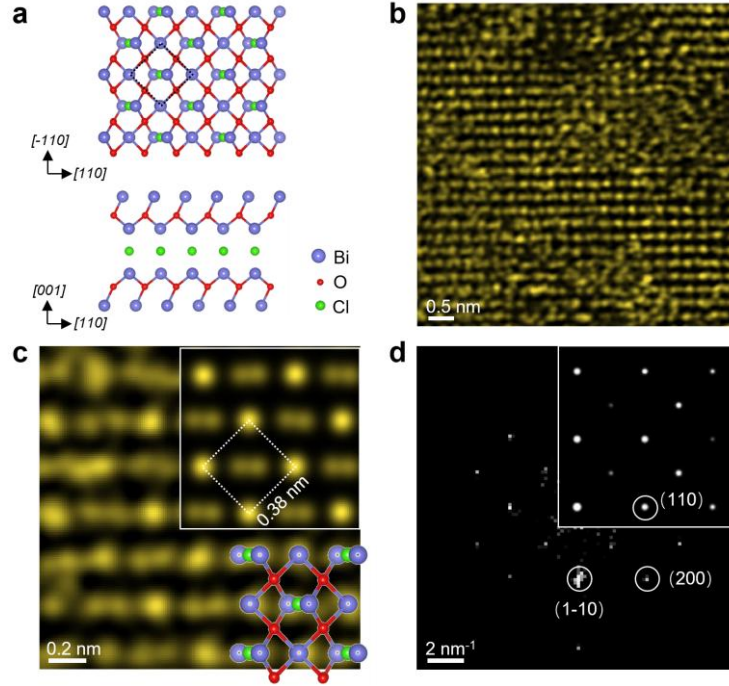 a
[-110]
[110]
[001]
[110]
Bi
O
Cl
b
0.5 nm
c
0.38 nm
0.2 nm
d
(110)
(200)
(1-10)
2 nm⁻¹